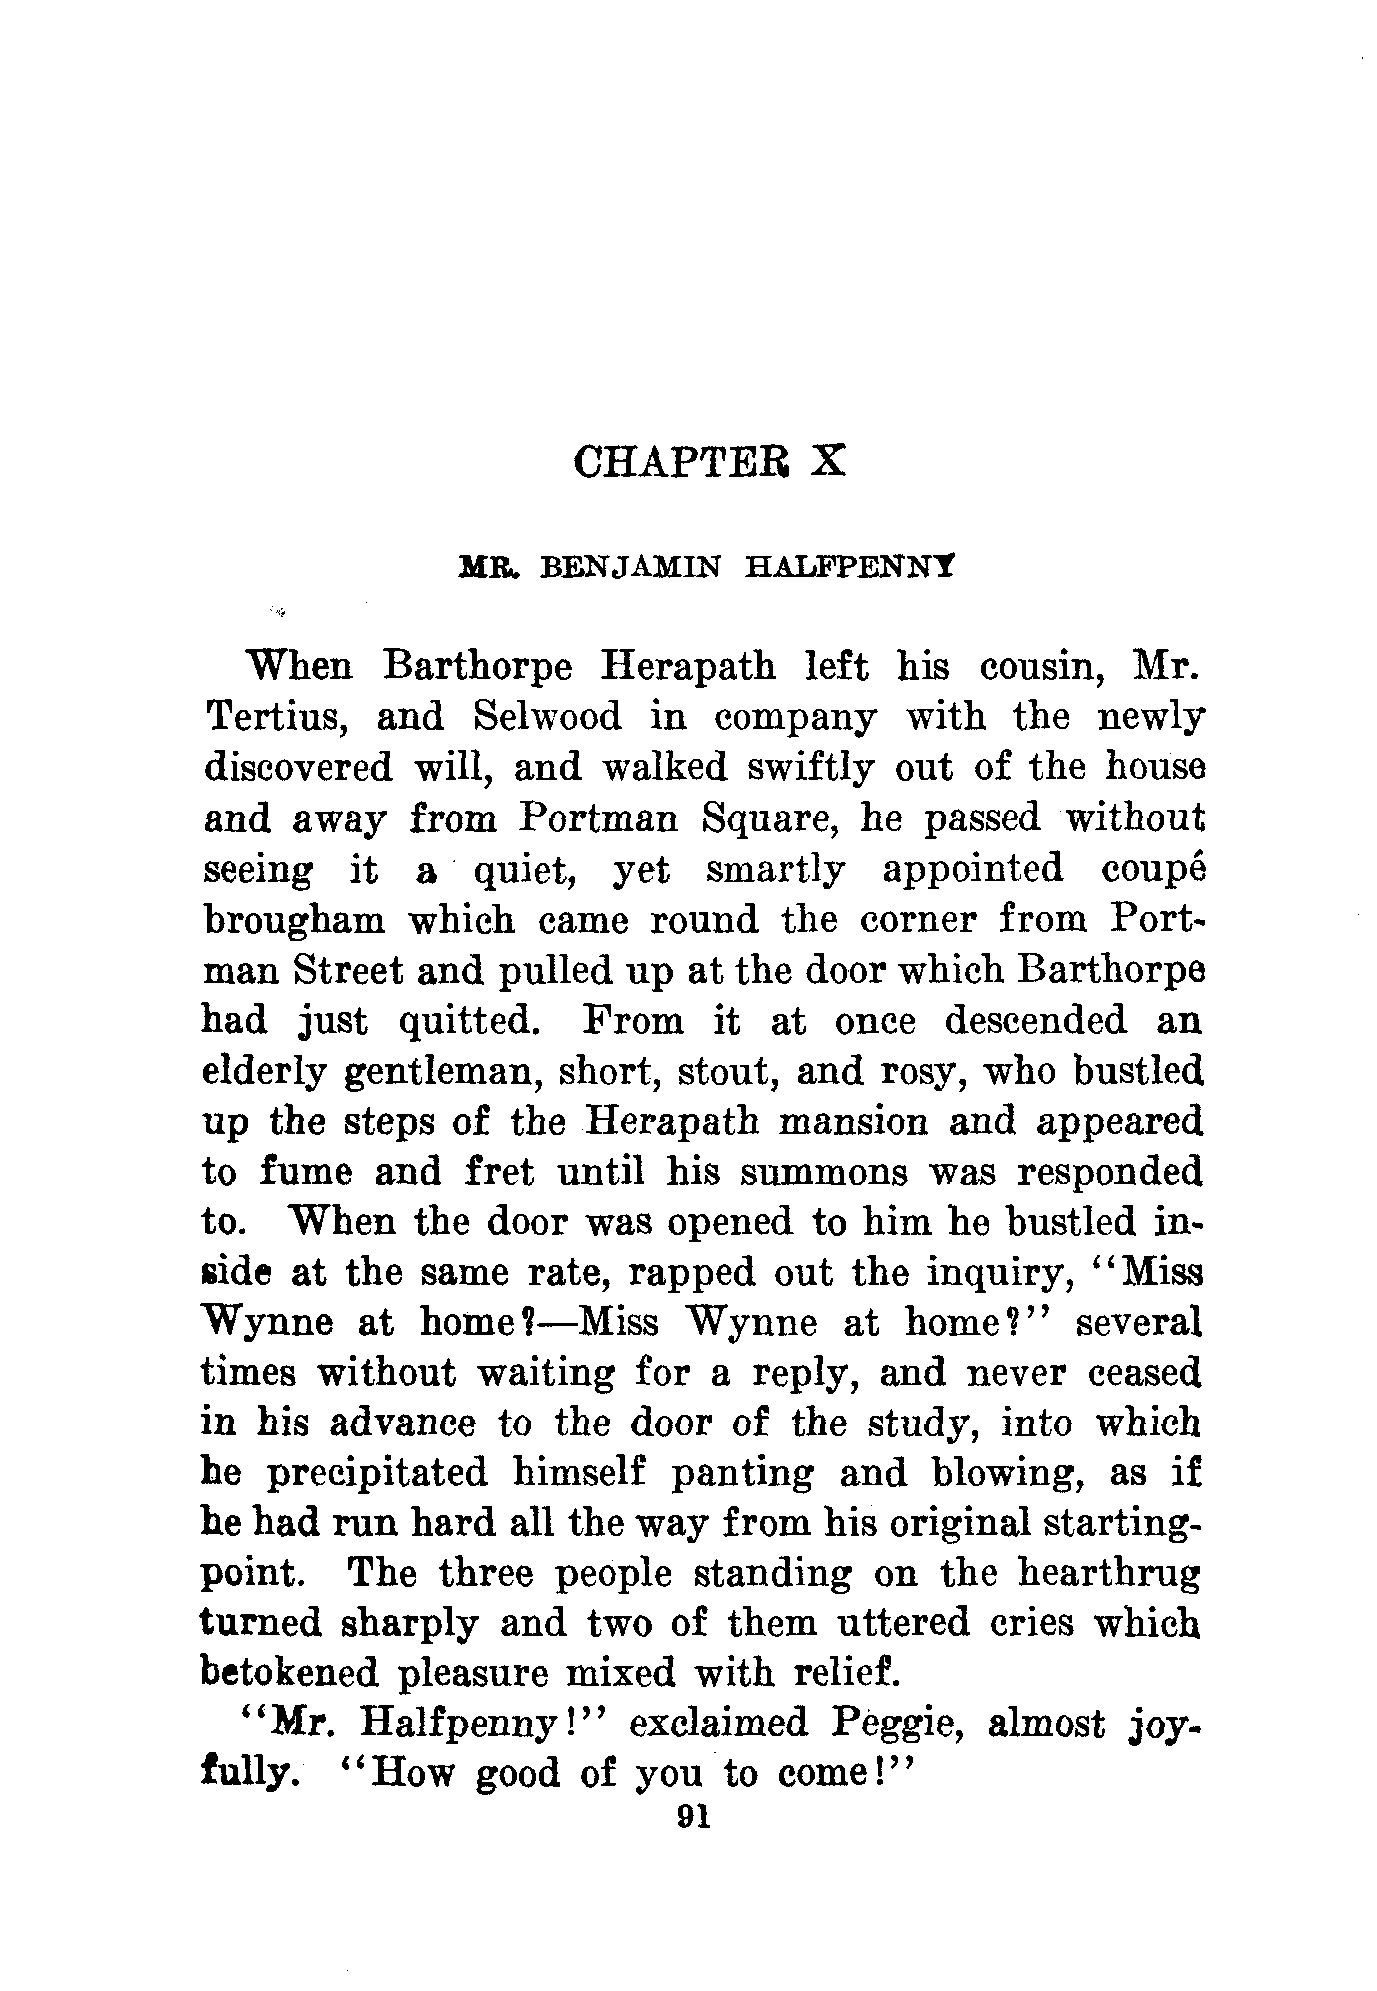 CHAPTER X
MR. BENJAMIN HALFPENNY
When Barthorpe Herapath left his cousin, Mr.
Tertius, and Selwood in company with the newly
discovered will, and walked swiftly out of the house
and away from Portman Square, he passed without
seeing it a quiet, yet smartly appointed coupé
brougham which came round the corner from Port-
man Street and pulled up at the door which Barthorpe
had just quitted. From it at once descended an
elderly gentleman, short, stout, and rosy, who bustled
up the steps of the Herapath mansion and appeared
to fume and fret until his summons was responded
to. When the door was opened to him he bustled in-
side at the same rate, rapped out the inquiry, "Miss
Wynne at home?—Miss Wynne at home?" several
times without waiting for a reply, and never ceased
in his advance to the door of the study, into which
he precipitated himself panting and blowing, as if
he had run hard all the way from his original starting-
point. The three people standing on the hearthrug
turned sharply and two of them uttered cries which
betokened pleasure mixed with relief.
"Mr. Halfpenny!" exclaimed Peggie, almost joy-
fully. "How good of you to come!"
91